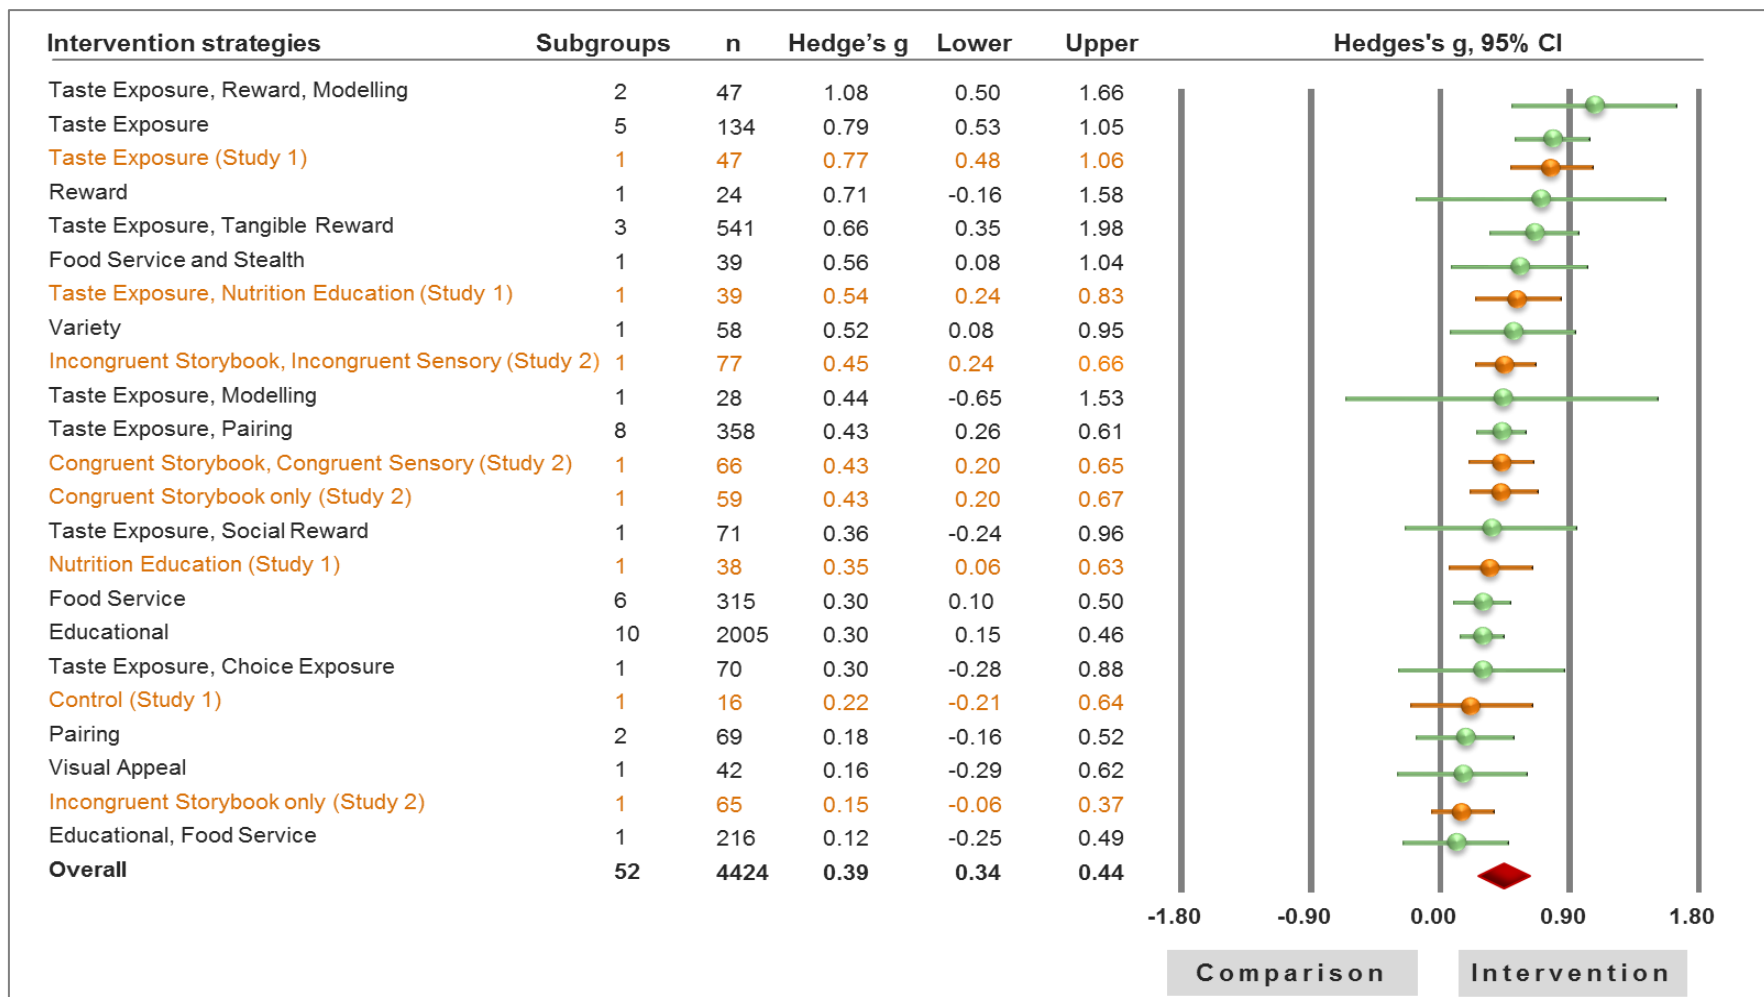 Intervention strategies Subgroups n Hedge's g Lower Upper Hedges's g, 95% CI
Taste Exposure, Reward, Modelling 2 47 1.08 0.50 1.66
Taste Exposure 5 134 0.79 0.53 1.05
Taste Exposure (Study 1) 1 47 0.77 0.48 1.06
Reward 1 24 0.71 -0.16 1.58
Taste Exposure, Tangible Reward 3 541 0.66 0.35 1.98
Food Service and Stealth 1 39 0.56 0.08 1.04
Taste Exposure, Nutrition Education (Study 1) 1 39 0.54 0.24 0.83
Variety 1 58 0.52 0.08 0.95
Incongruent Storybook, Incongruent Sensory (Study 2) 1 77 0.45 0.24 0.66
Taste Exposure, Modelling 1 28 0.44 -0.65 1.53
Taste Exposure, Pairing 8 358 0.43 0.26 0.61
Congruent Storybook, Congruent Sensory (Study 2) 1 66 0.43 0.20 0.65
Congruent Storybook only (Study 2) 1 59 0.43 0.20 0.67
Taste Exposure, Social Reward 1 71 0.36 -0.24 0.96
Nutrition Education (Study 1) 1 38 0.35 0.06 0.63
Food Service 6 315 0.30 0.10 0.50
Educational 10 2005 0.30 0.15 0.46
Taste Exposure, Choice Exposure 1 70 0.30 -0.28 0.88
Control (Study 1) 1 16 0.22 -0.21 0.64
Pairing 2 69 0.18 -0.16 0.52
Visual Appeal 1 42 0.16 -0.29 0.62
Incongruent Storybook only (Study 2) 1 65 0.15 -0.06 0.37
Educational, Food Service 1 216 0.12 -0.25 0.49
Overall 52 4424 0.39 0.34 0.44
-1.80 -0.90 0.00 0.90 1.80
Comparison Intervention